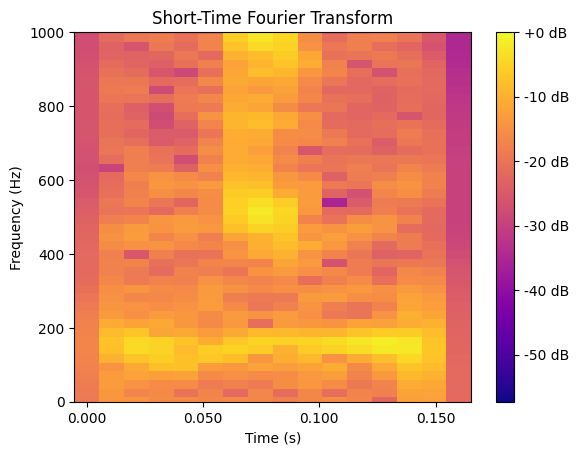 Short-Time Fourier Transform
1000
800
600
400
200
0
Frequency (Hz)
0.000
0.050
0.100
0.150
Time (s)
+0 dB
-10 dB
-20 dB
-30 dB
-40 dB
-50 dB